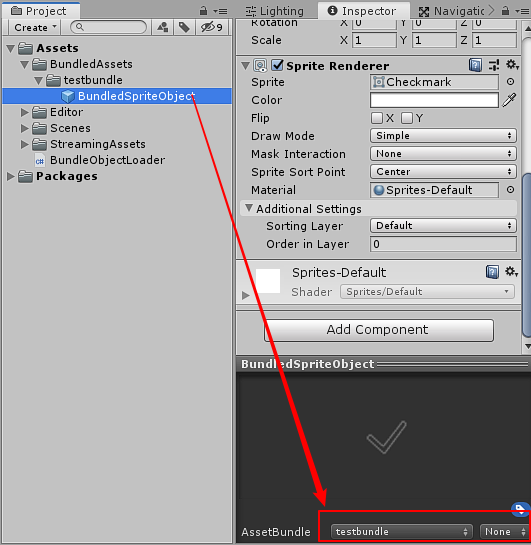 Project
Create
9
Assets
BundledAssets
testbundle
BundledSpriteObject
Editor
Scenes
StreamingAssets
BundleObjectLoader
Packages
Lighting
Inspector
Navigatic
Rotation X 0 Y 0 Z 0
Scale X 1 Y 1 Z 1
Sprite Renderer
Sprite Checkmark
Color
Flip X Y
Draw Mode Simple
Mask Interaction None
Sprite Sort Point Center
Material Sprites-Default
Additional Settings
Sorting Layer Default
Order in Layer 0
Sprites-Default
Shader Sprites/Default
Add Component
BundledSpriteObject
AssetBundle testbundle None